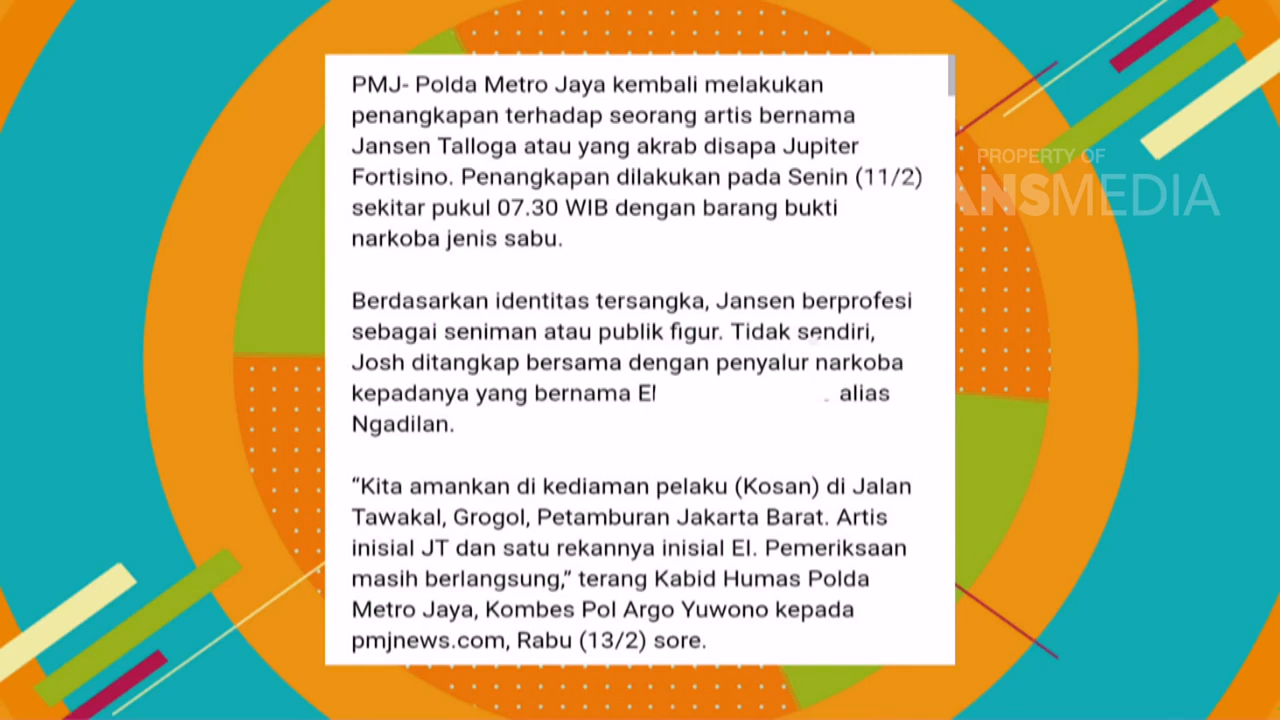 PMJ- Polda Metro Jaya kembali melakukan
penangkapan terhadap seorang artis bernama
Jansen Talloga atau yang akrab disapa Jupiter
Fortisino. Penangkapan dilakukan pada Senin (11/2)
sekitar pukul 07.30 WIB dengan barang bukti
narkoba jenis sabu.
Berdasarkan identitas tersangka, Jansen berprofesi
sebagai seniman atau publik figur. Tidak sendiri,
Josh ditangkap bersama dengan penyalur narkoba
kepadanya yang bernama EI alias
Ngadilan.
“Kita amankan di kediaman pelaku (Kosan) di Jalan
Tawakal, Grogol, Petamburan Jakarta Barat. Artis
inisial JT dan satu rekannya inisial EI. Pemeriksaan
masih berlangsung,” terang Kabid Humas Polda
Metro Jaya, Kombes Pol Argo Yuwono kepada
pmjnews.com, Rabu (13/2) sore.
PROPERTY OF
ANSMEDIA